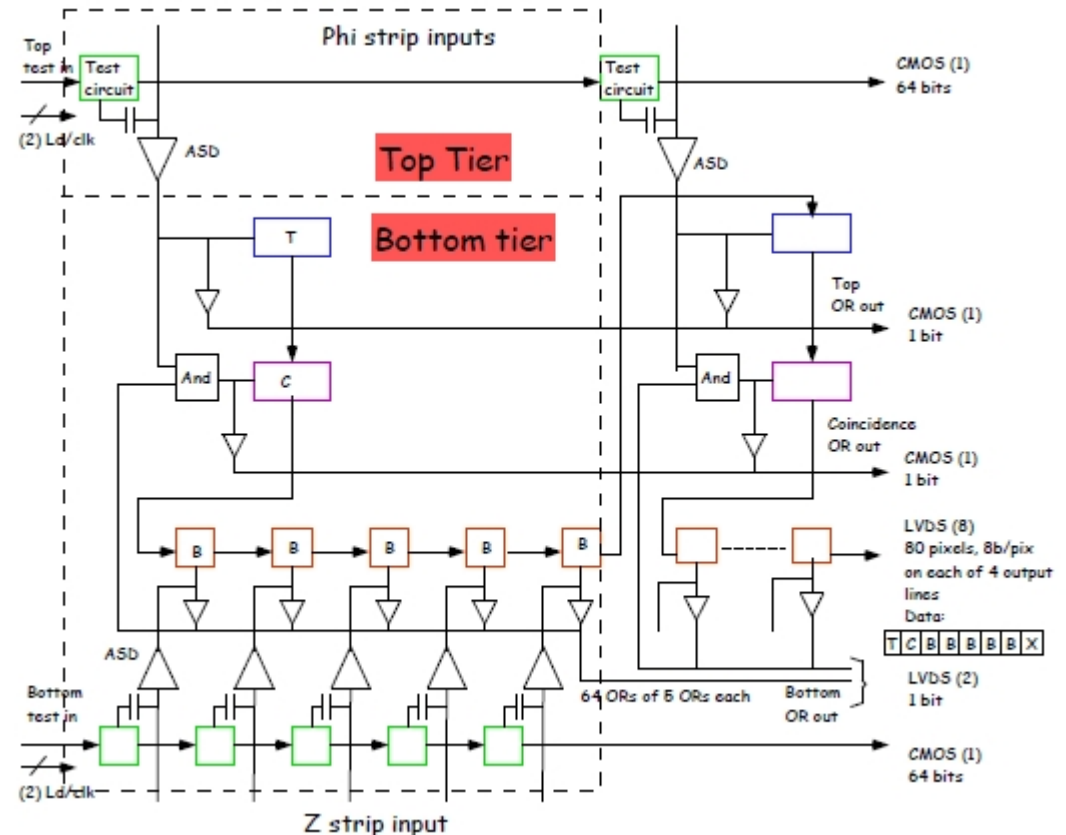 Phi strip inputs
Top
test in
Test
circuit
Test
circuit
CMOS (1)
64 bits
(2) Ld/clk
ASD
ASD
Top Tier
Bottom tier
T
Top
OR out
CMOS (1)
1 bit
And
C
And
Coincidence
OR out
CMOS (1)
1 bit
B
B
B
B
B
LVDS (8)
80 pixels, 8b/pix
on each of 4 output
lines
Data:
T C B B B B B X
ASD
Bottom
test in
64 ORs of 5 ORs each
Bottom
OR out
LVDS (2)
1 bit
CMOS (1)
64 bits
(2) Ld/clk
Z strip input